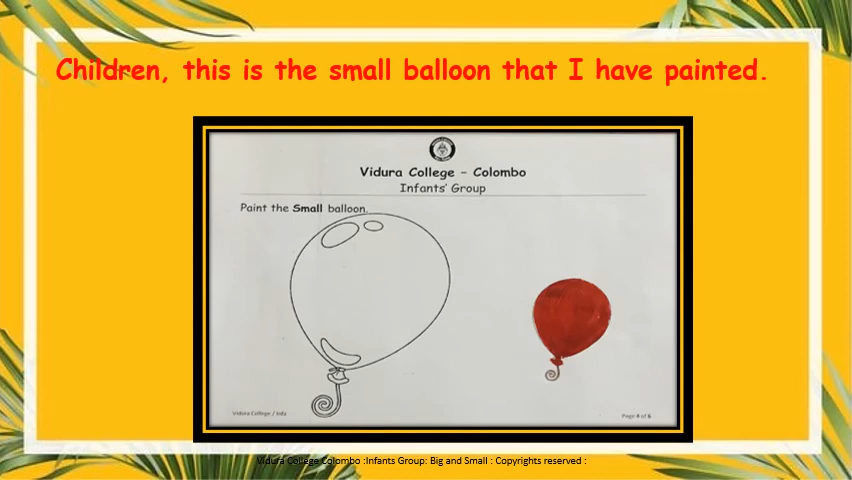 Children, this is the small balloon that I have painted.
Vidura College – Colombo
Infants' Group
Paint the Small balloon.
Vidura College / Info
Page 4 of 6
Vidura College Colombo :Infants Group: Big and Small : Copyrights reserved :